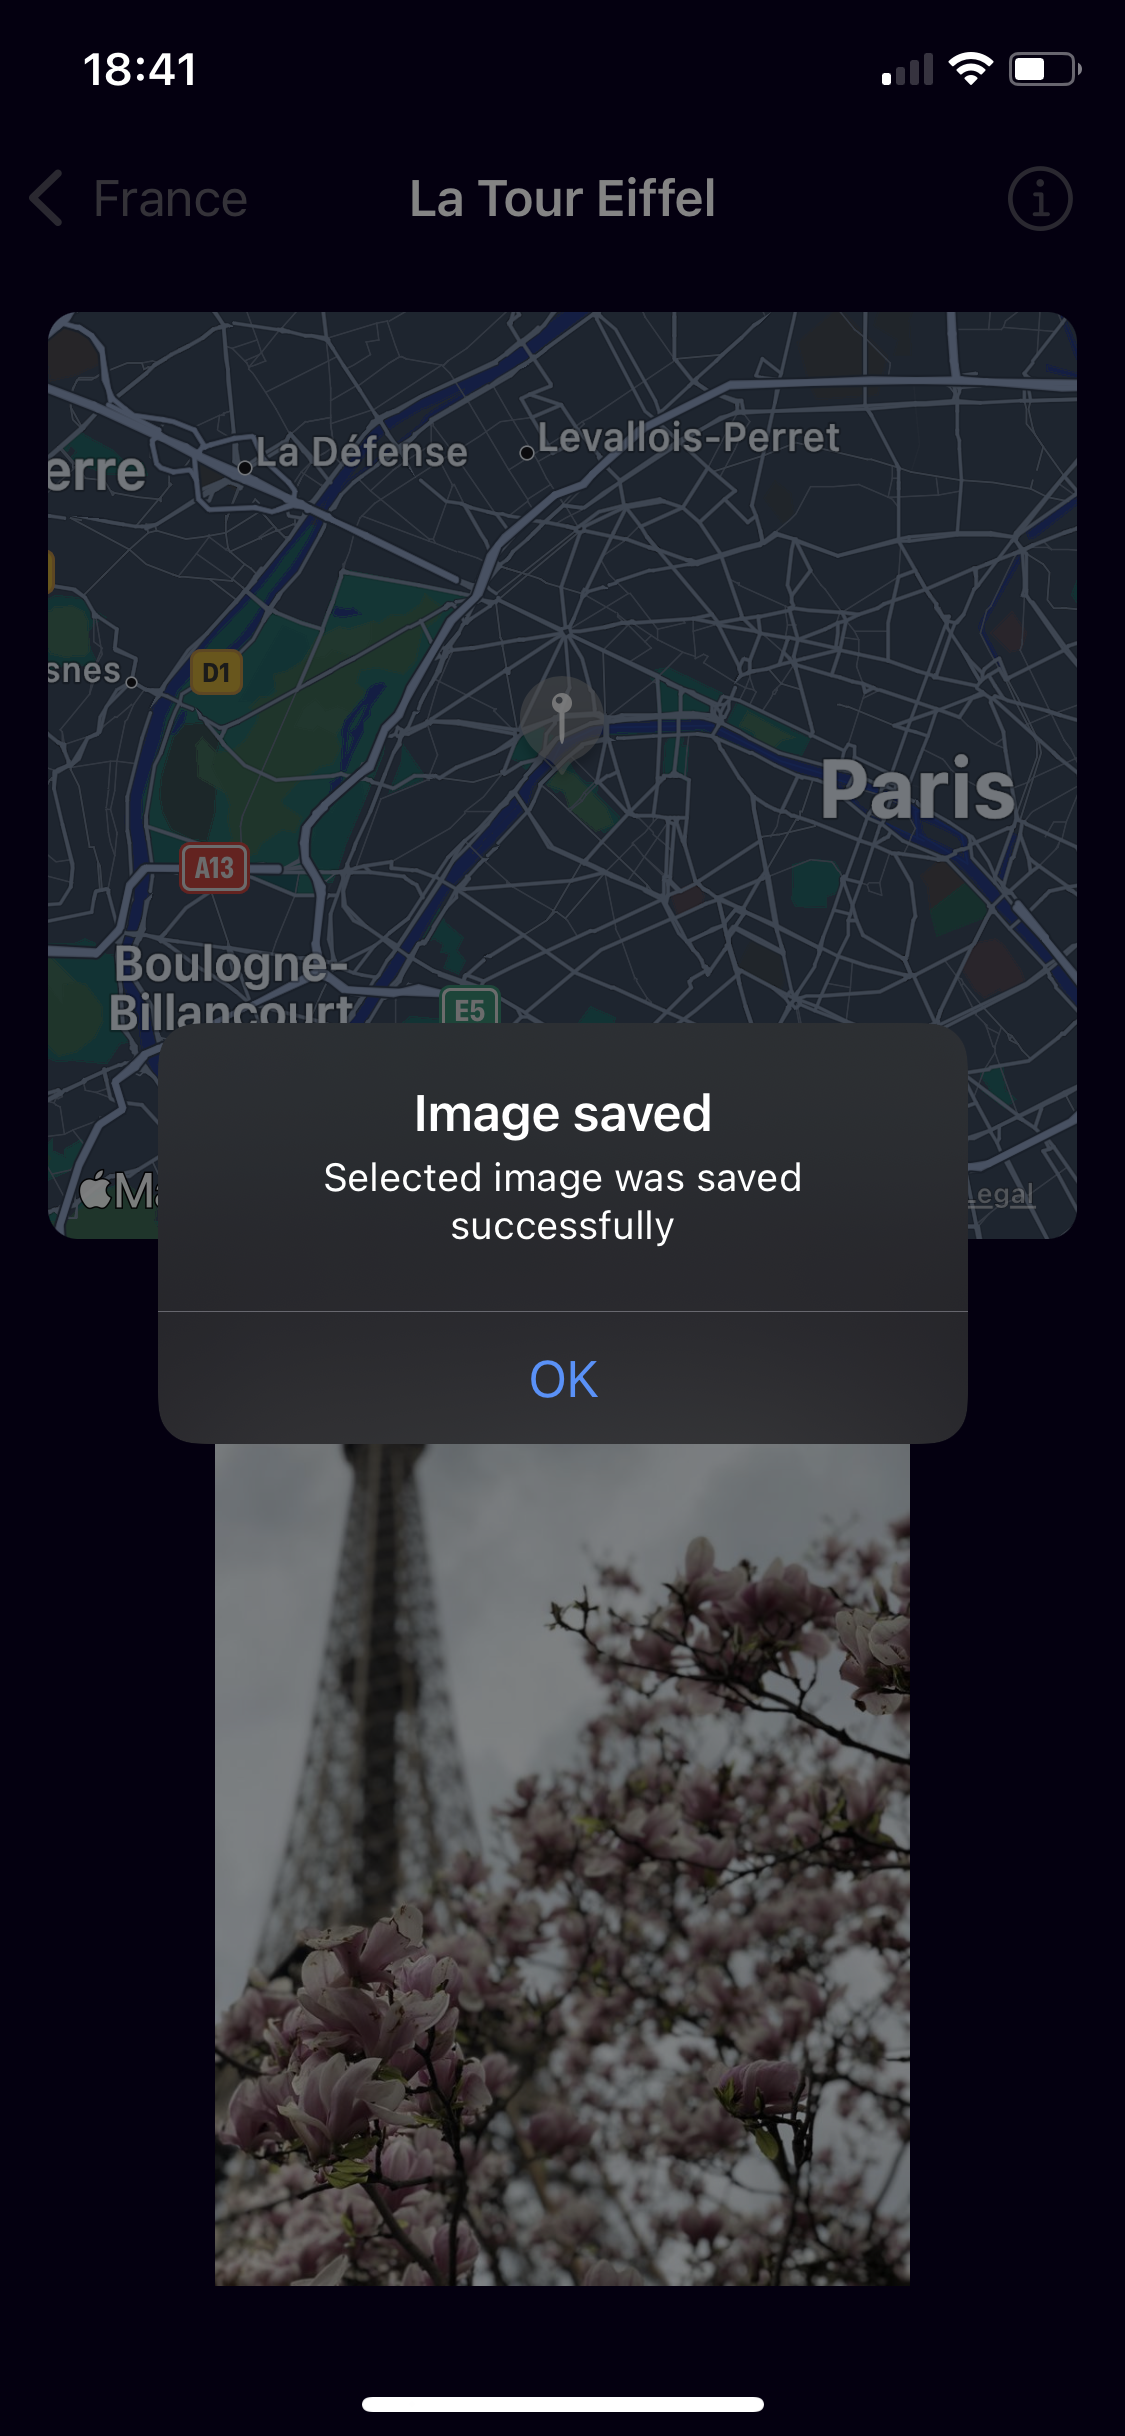 18:41
France
La Tour Eiffel
La Défense
Levallois-Perret
erre
D1
snes
Paris
A13
Boulogne-
Billancourt
E5
Image saved
Selected image was saved
successfully
Legal
OK